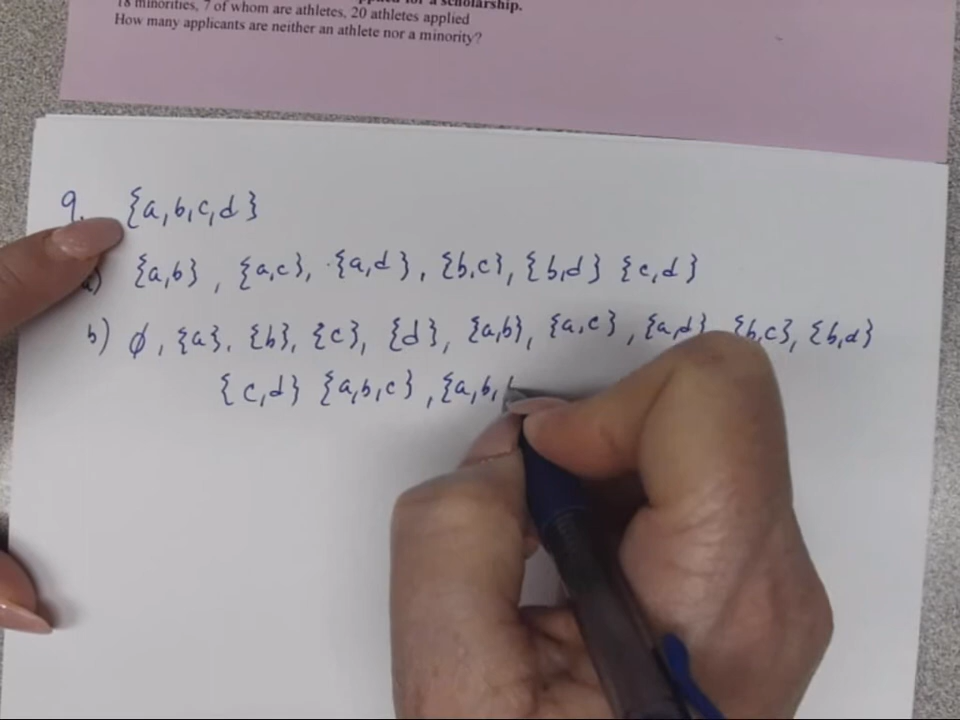 a scholarship.
18 minorities, 7 of whom are athletes, 20 athletes applied
How many applicants are neither an athlete nor a minority?
9. {a,b,c,d}
a) {a,b} , {a,c}, {a,d}, {b,c}, {b,d} {c,d}
b) ∅, {a}, {b}, {c}, {d}, {a,b}, {a,c}, {a,d}, {b,c}, {b,d}
{c,d} {a,b,c} , {a,b,